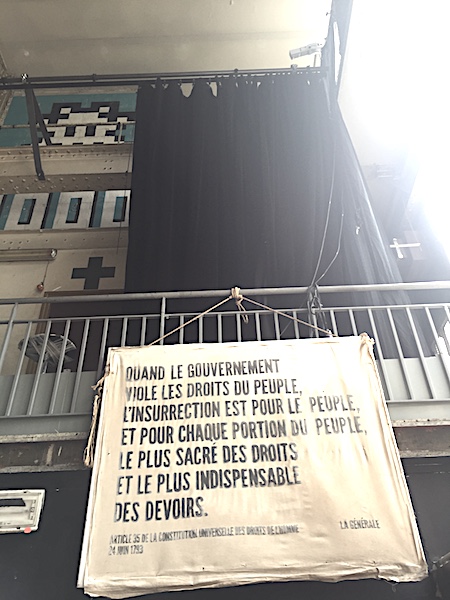 QUAND LE GOUVERNEMENT
VIOLE LES DROITS DU PEUPLE,
L'INSURRECTION EST POUR LE PEUPLE,
ET POUR CHAQUE PORTION DU PEUPLE,
LE PLUS SACRÉ DES DROITS
ET LE PLUS INDISPENSABLE
DES DEVOIRS.
ARTICLE 35 DE LA CONSTITUTION UNIVERSELLE DES DROITS DE L'HOMME
24 JUIN 1793
LA GÉNÉRALE